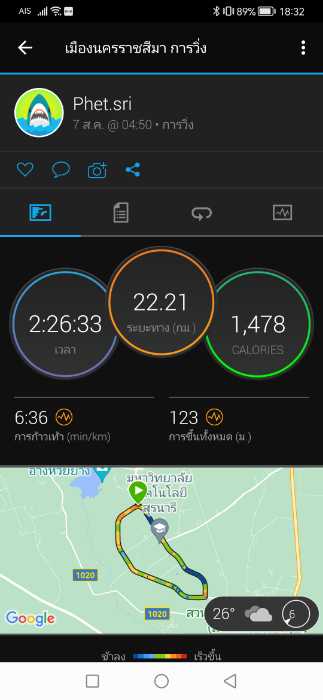 AIS 89% 18:32
เมืองนครราชสีมา การวิ่ง
Phet.sri
7 ส.ค. @ 04:50 • การวิ่ง
22.21
ระยะทาง (กม.)
2:26:33
เวลา
1,478
CALORIES
6:36
การก้าวเท้า (min/km)
123
การขึ้นทั้งหมด (ม.)
อ่างห้วยยาง
มหาวิทยาลัย
เทคโนโลยี
สุรนารี
1020
1020
สวน
26°
6
Google
ช้าลง
เร็วขึ้น